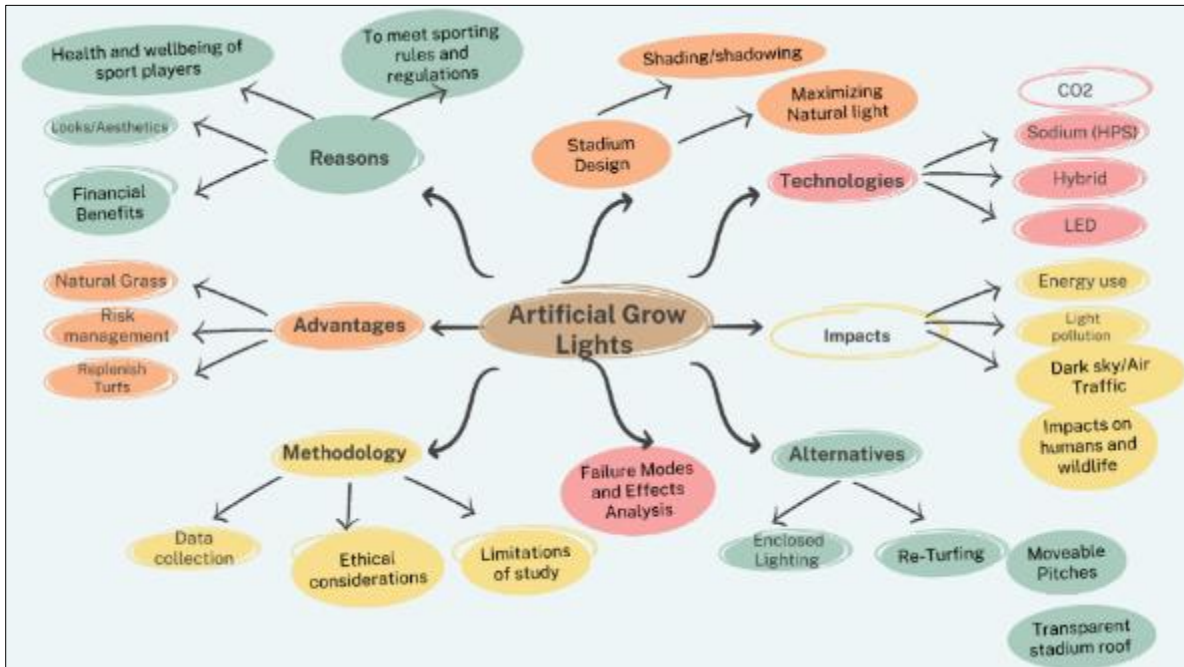 Health and wellbeing of
sport players
To meet sporting
rules and
regulations
Looks/Aesthetics
Reasons
Financial
Benefits
Shading/shadowing
Maximizing
Natural light
Stadium
Design
CO2
Sodium (HPS)
Technologies
Hybrid
LED
Natural Grass
Risk
management
Replenish
Turfs
Advantages
Artificial Grow
Lights
Impacts
Energy use
Light
pollution
Dark sky/Air
Traffic
Impacts on
humans and
wildlife
Methodology
Data
collection
Ethical
considerations
Limitations
of study
Failure Modes
and Effects
Analysis
Alternatives
Enclosed
Lighting
Re-Turfing
Moveable
Pitches
Transparent
stadium roof